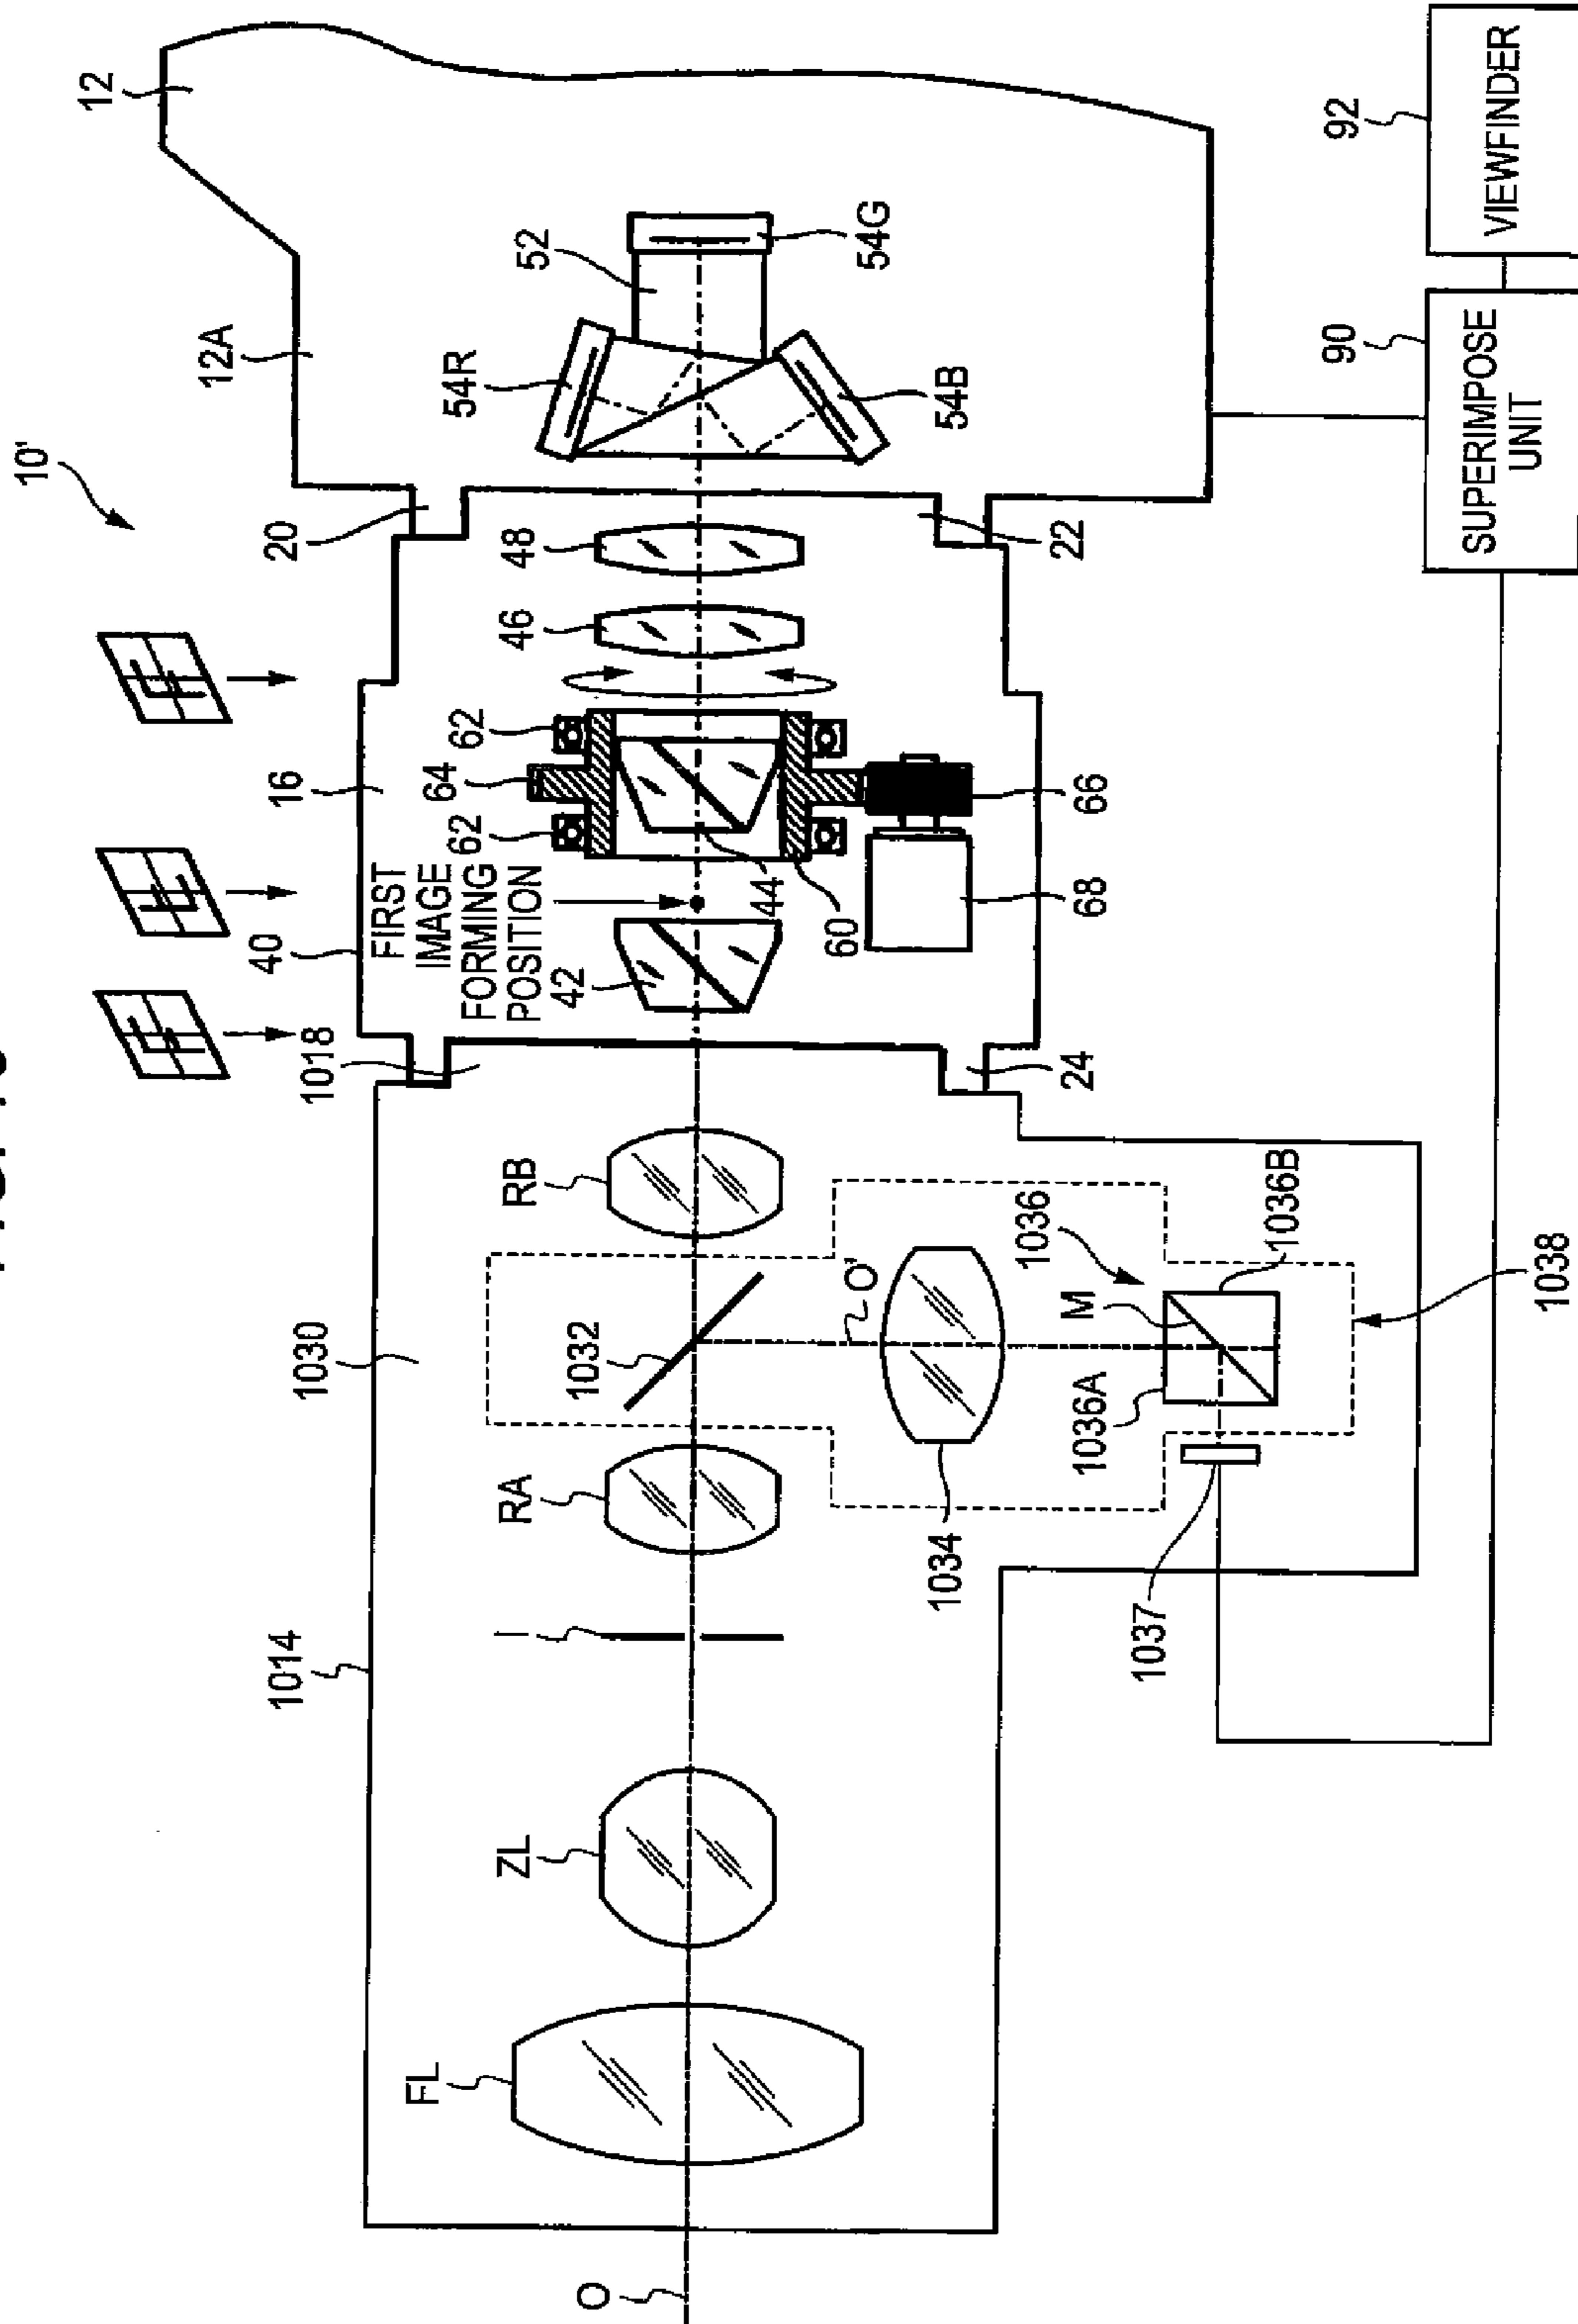 10'
12
1014
1030
1018
40
16
20
12A
FIRST
IMAGE
FORMING
POSITION
62
64
62
O
FL
ZL
I
RA
1032
RB
42
46
48
54R
52
44
60
O'
68
66
22
54B
54G
1034
1036A
M
1036
24
1037
1036B
1038
90
92
SUPERIMPOSE
UNIT
VIEWFINDER